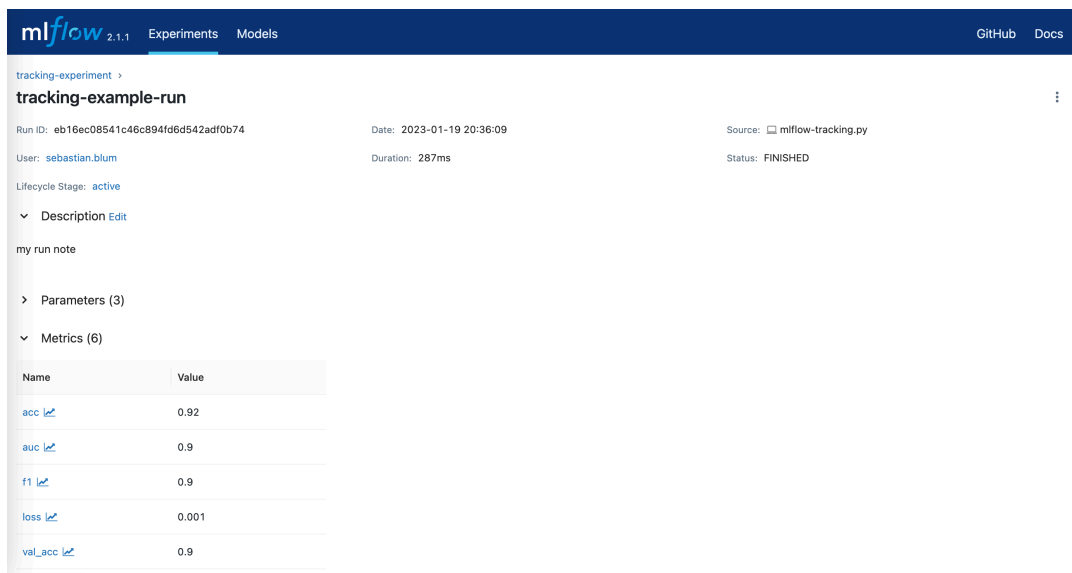 mlflow 2.1.1 Experiments Models GitHub Docs
tracking-experiment ›
tracking-example-run
Run ID: eb16ec08541c46c894fd6d542adf0b74 Date: 2023-01-19 20:36:09 Source: mlflow-tracking.py
User: sebastian.blum Duration: 287ms Status: FINISHED
Lifecycle Stage: active
Description Edit
my run note
Parameters (3)
Metrics (6)
Name Value
acc 0.92
auc 0.9
f1 0.9
loss 0.001
val_acc 0.9